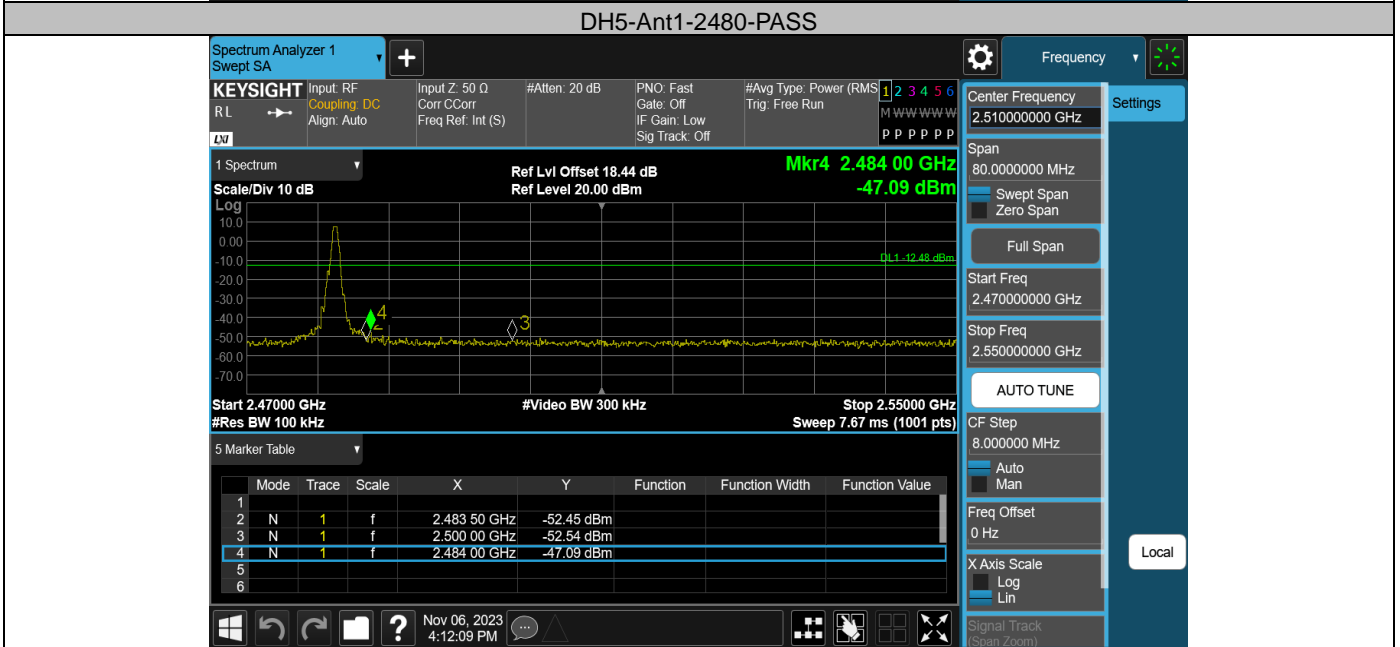 DH5-Ant1-2480-PASS
Spectrum Analyzer 1
Swept SA
Frequency
KEYSIGHT
RL
LXI
Input: RF
Coupling: DC
Align: Auto
Input Z: 50 Ω
Corr CCorr
Freq Ref: Int (S)
#Atten: 20 dB
PNO: Fast
Gate: Off
IF Gain: Low
Sig Track: Off
#Avg Type: Power (RMS
Trig: Free Run
1 2 3 4 5 6
M W W W W W
P P P P P P
Center Frequency
2.510000000 GHz
Settings
Span
80.0000000 MHz
Swept Span
Zero Span
Full Span
Start Freq
2.470000000 GHz
Stop Freq
2.550000000 GHz
AUTO TUNE
CF Step
8.000000 MHz
Auto
Man
Freq Offset
0 Hz
X Axis Scale
Log
Lin
Signal Track
(Span Zoom)
Local
1 Spectrum
Scale/Div 10 dB
Ref Lvl Offset 18.44 dB
Ref Level 20.00 dBm
Mkr4 2.484 00 GHz
-47.09 dBm
Log
10.0
0.00
-10.0
-20.0
-30.0
-40.0
-50.0
-60.0
-70.0
DL1 -12.48 dBm
4
2
3
Start 2.47000 GHz
#Video BW 300 kHz
Stop 2.55000 GHz
#Res BW 100 kHz
Sweep 7.67 ms (1001 pts)
5 Marker Table
Mode Trace Scale X Y Function Function Width Function Value
1
2 N 1 f 2.483 50 GHz -52.45 dBm
3 N 1 f 2.500 00 GHz -52.54 dBm
4 N 1 f 2.484 00 GHz -47.09 dBm
5
6
?
Nov 06, 2023
4:12:09 PM